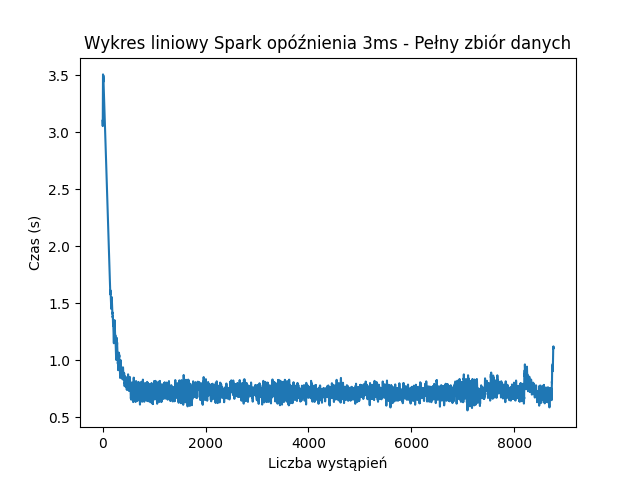 Wykres liniowy Spark opóźnienia 3ms - Pełny zbiór danych
3.5
3.0
2.5
2.0
1.5
1.0
0.5
Czas (s)
0 2000 4000 6000 8000
Liczba wystąpień